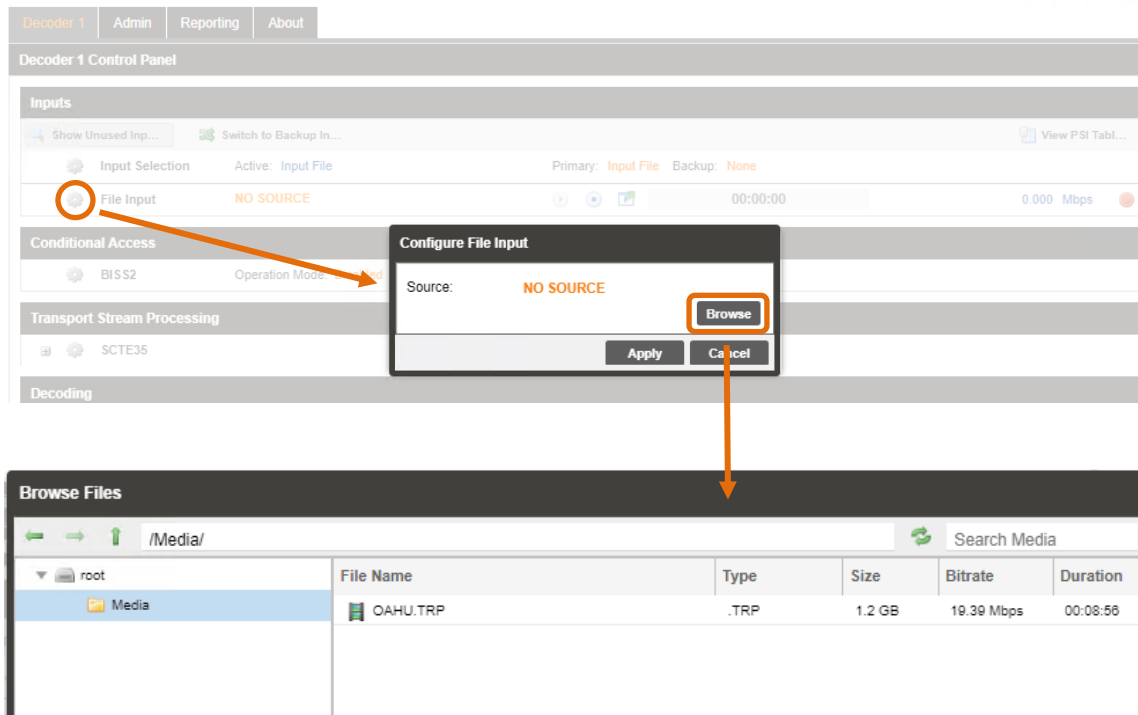 Decoder 1 Admin Reporting About
Decoder 1 Control Panel
Inputs
Show Unused Inp... Switch to Backup In... View PSI Tabl...
Input Selection Active: Input File Primary: Input File Backup: None
File Input NO SOURCE 00:00:00 0.000 Mbps
Conditional Access
BISS2 Operation Mode:
Transport Stream Processing
SCTE35
Decoding
Configure File Input
Source: NO SOURCE
Browse
Apply Cancel
Browse Files
/Media/ Search Media
root File Name Type Size Bitrate Duration
Media OAHU.TRP .TRP 1.2 GB 19.39 Mbps 00:08:56